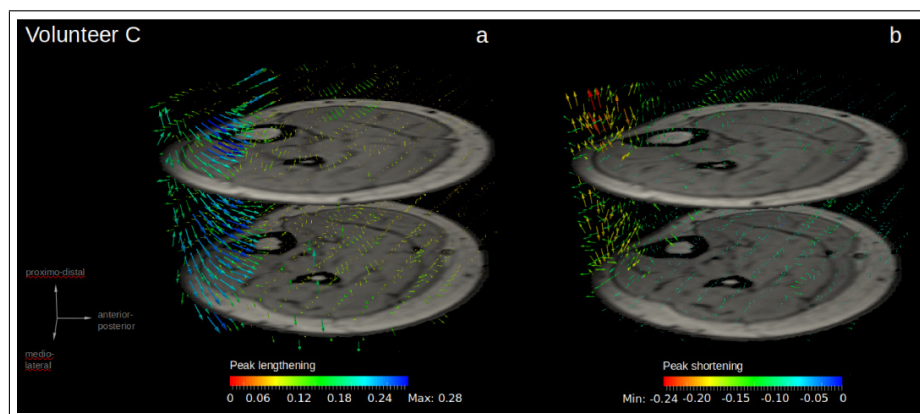 Volunteer C
a
b
proximo-distal
anterior-
posterior
medio-
lateral
Peak lengthening
0 0.06 0.12 0.18 0.24 Max: 0.28
Peak shortening
Min: -0.24 -0.20 -0.15 -0.10 -0.05 0